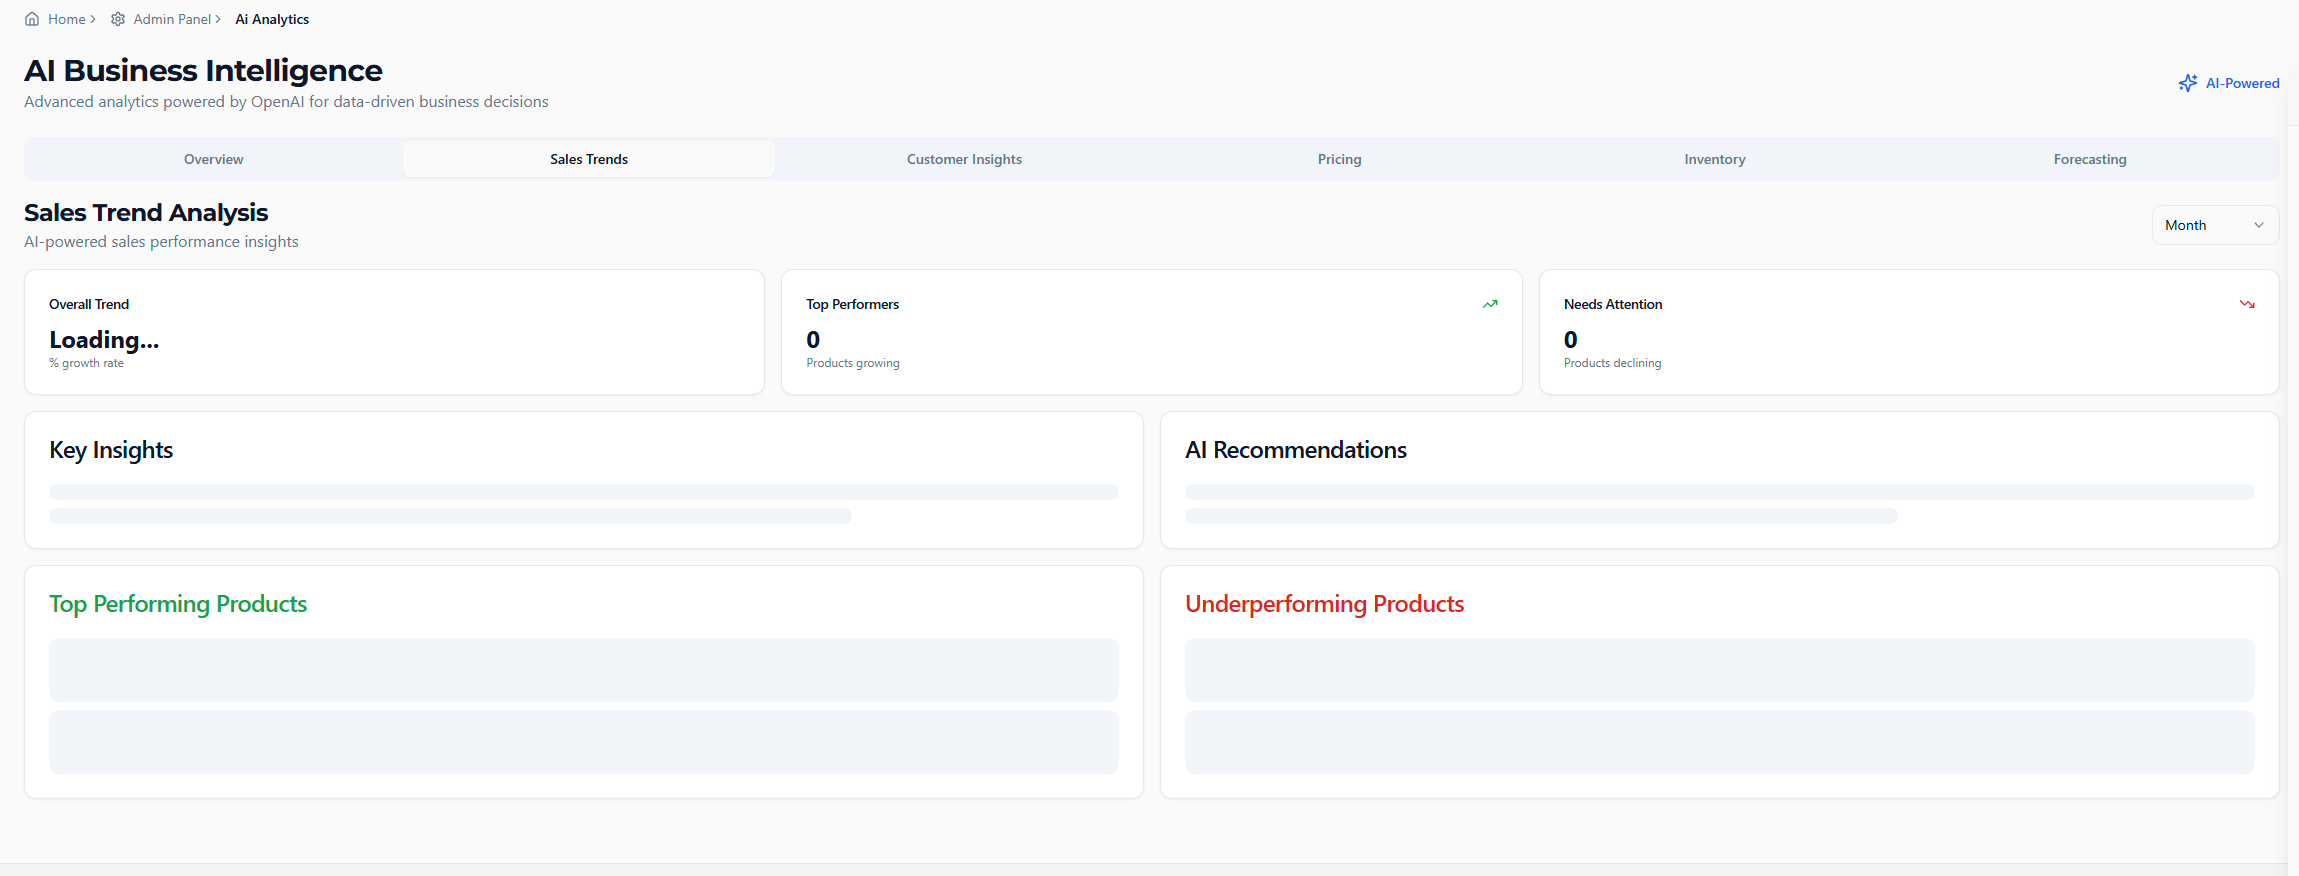 Home
Admin Panel
Ai Analytics
AI Business Intelligence
Advanced analytics powered by OpenAI for data-driven business decisions
AI-Powered
Overview
Sales Trends
Customer Insights
Pricing
Inventory
Forecasting
Sales Trend Analysis
AI-powered sales performance insights
Month
Overall Trend
Loading...
% growth rate
Top Performers
0
Products growing
Needs Attention
0
Products declining
Key Insights
AI Recommendations
Top Performing Products
Underperforming Products